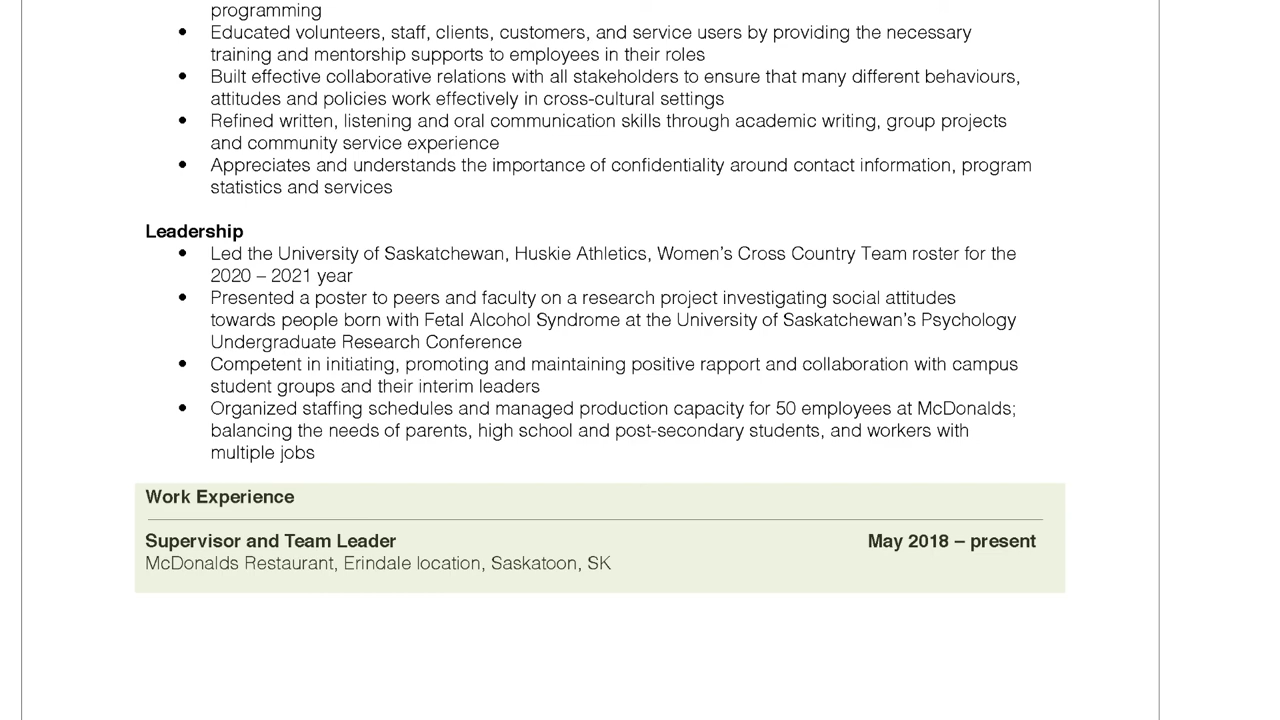 programming
• Educated volunteers, staff, clients, customers, and service users by providing the necessary
training and mentorship supports to employees in their roles
• Built effective collaborative relations with all stakeholders to ensure that many different behaviours,
attitudes and policies work effectively in cross-cultural settings
• Refined written, listening and oral communication skills through academic writing, group projects
and community service experience
• Appreciates and understands the importance of confidentiality around contact information, program
statistics and services
Leadership
• Led the University of Saskatchewan, Huskie Athletics, Women’s Cross Country Team roster for the
2020 – 2021 year
• Presented a poster to peers and faculty on a research project investigating social attitudes
towards people born with Fetal Alcohol Syndrome at the University of Saskatchewan’s Psychology
Undergraduate Research Conference
• Competent in initiating, promoting and maintaining positive rapport and collaboration with campus
student groups and their interim leaders
• Organized staffing schedules and managed production capacity for 50 employees at McDonalds;
balancing the needs of parents, high school and post-secondary students, and workers with
multiple jobs
Work Experience
Supervisor and Team Leader May 2018 – present
McDonalds Restaurant, Erindale location, Saskatoon, SK